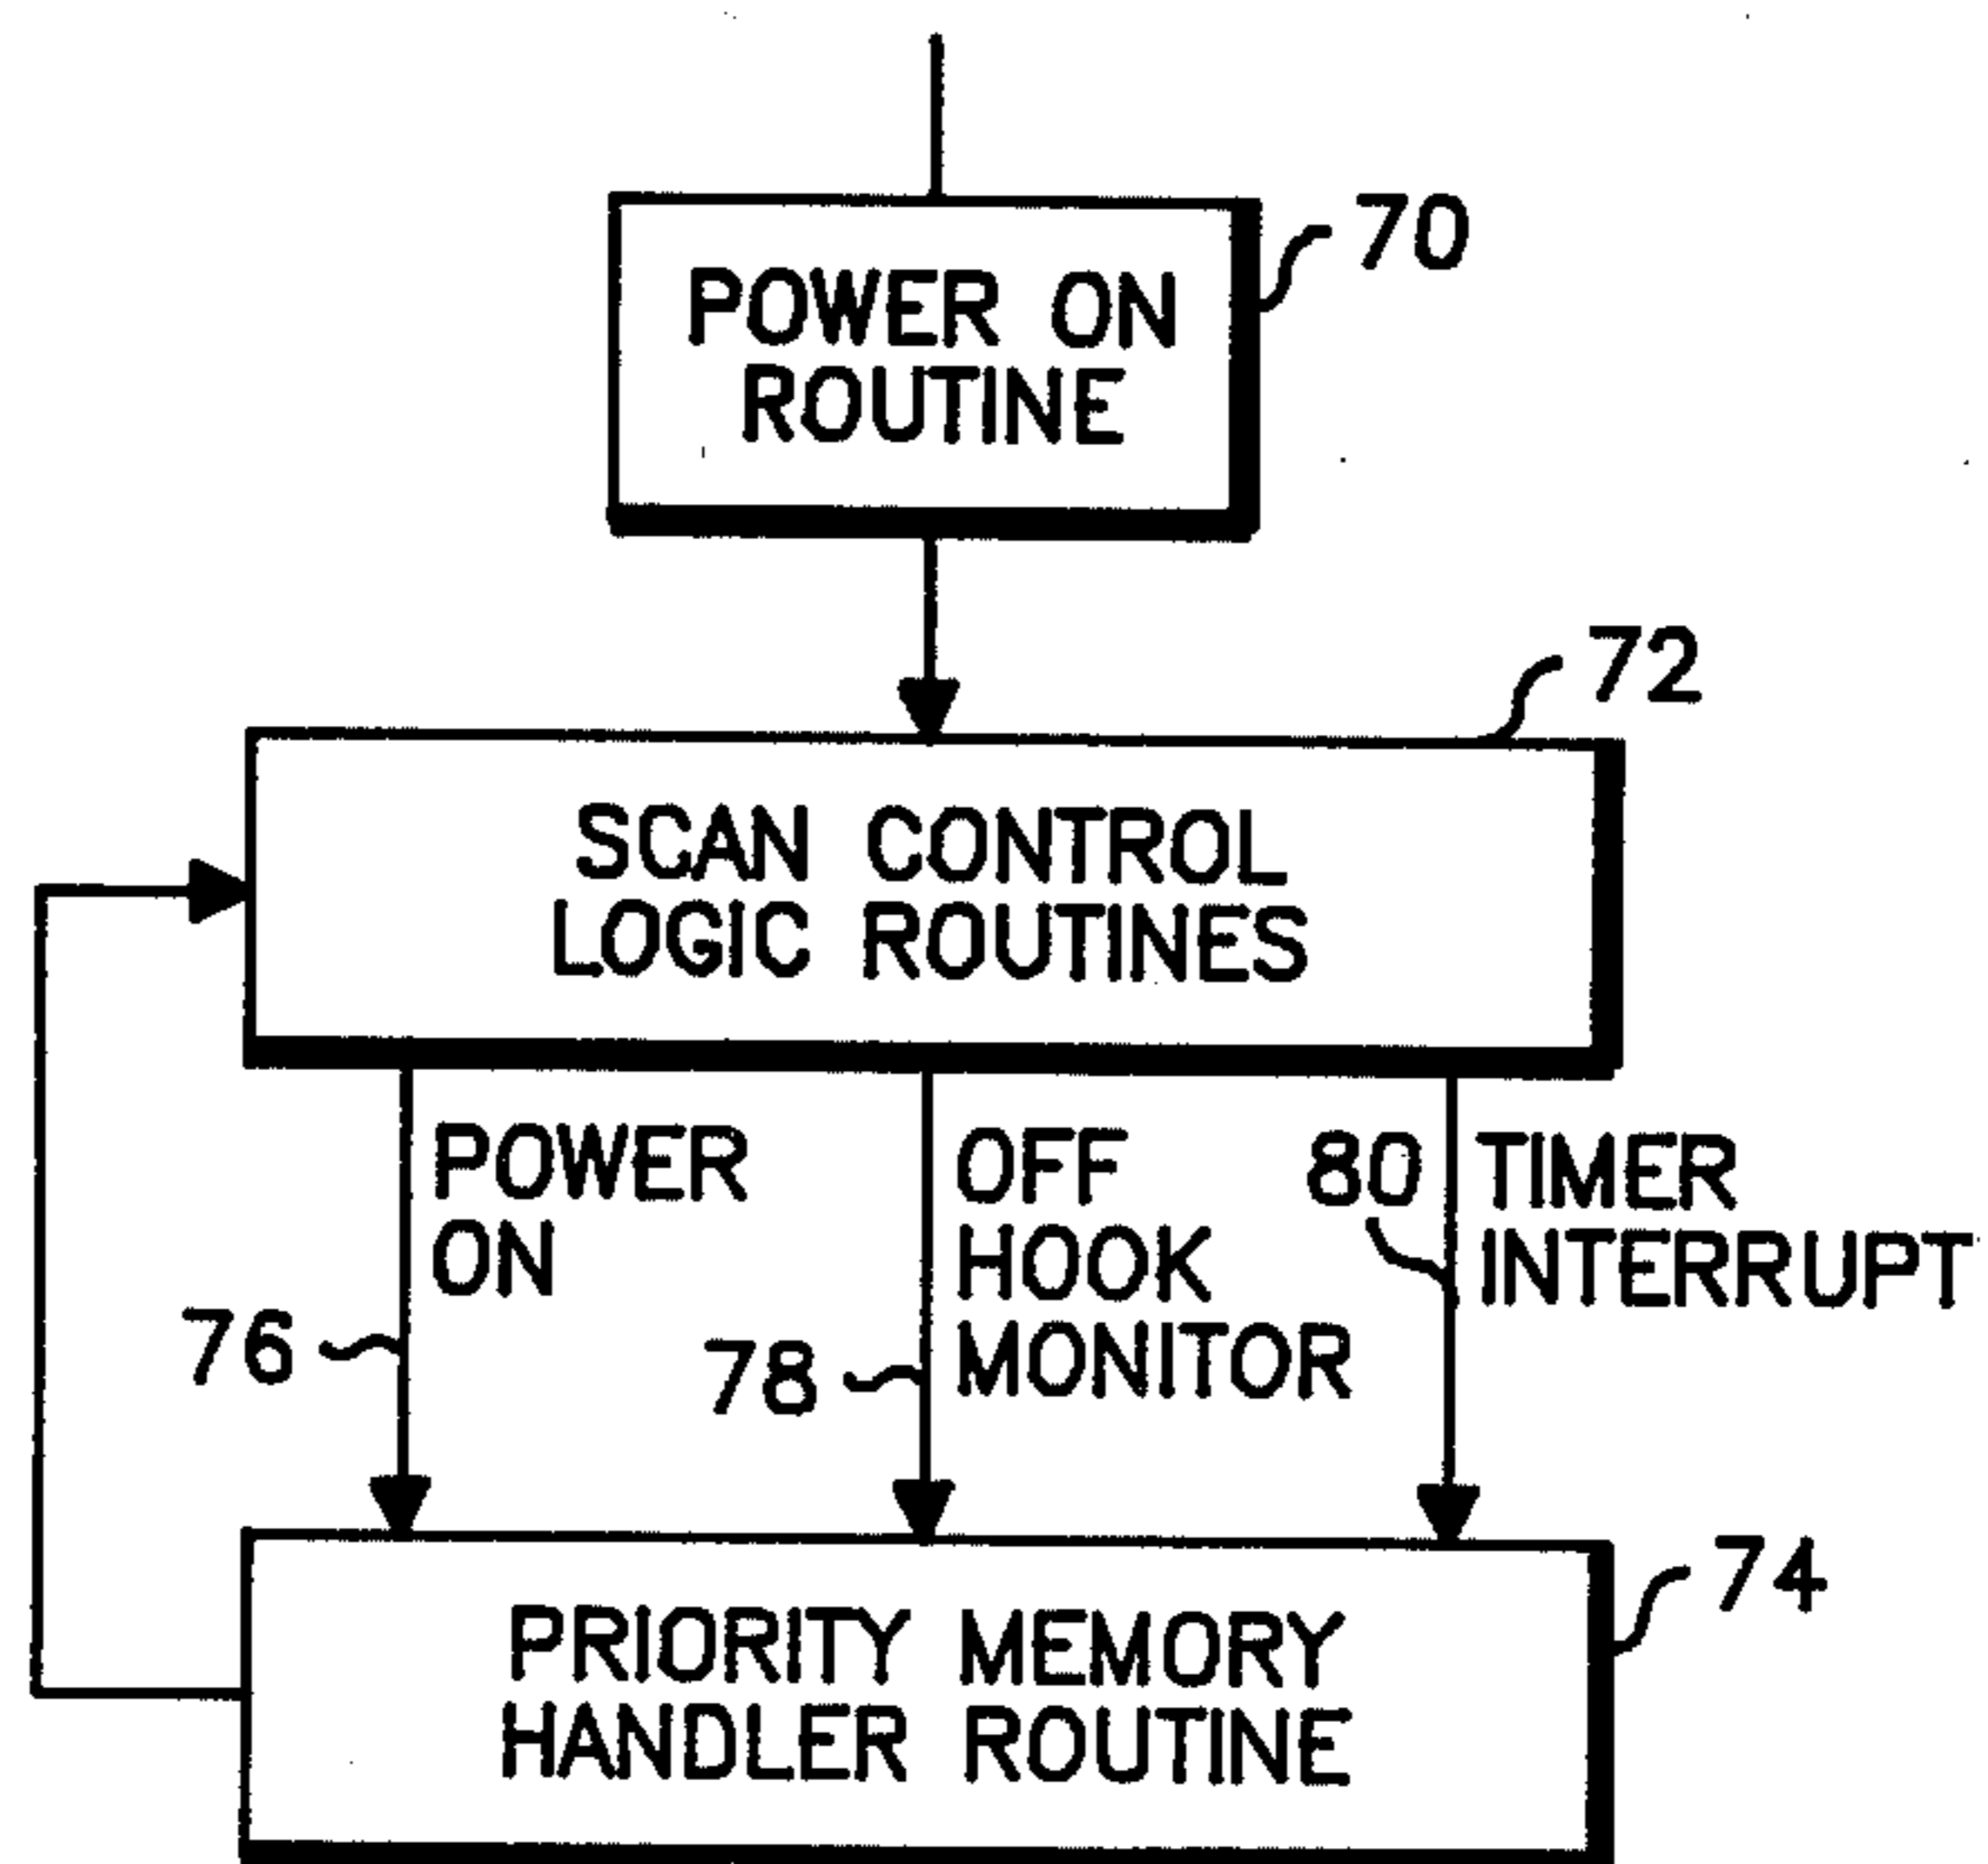 POWER ON
ROUTINE
70
72
SCAN CONTROL
LOGIC ROUTINES
POWER
ON
76
OFF
HOOK
MONITOR
78
80
TIMER
INTERRUPT
74
PRIORITY MEMORY
HANDLER ROUTINE